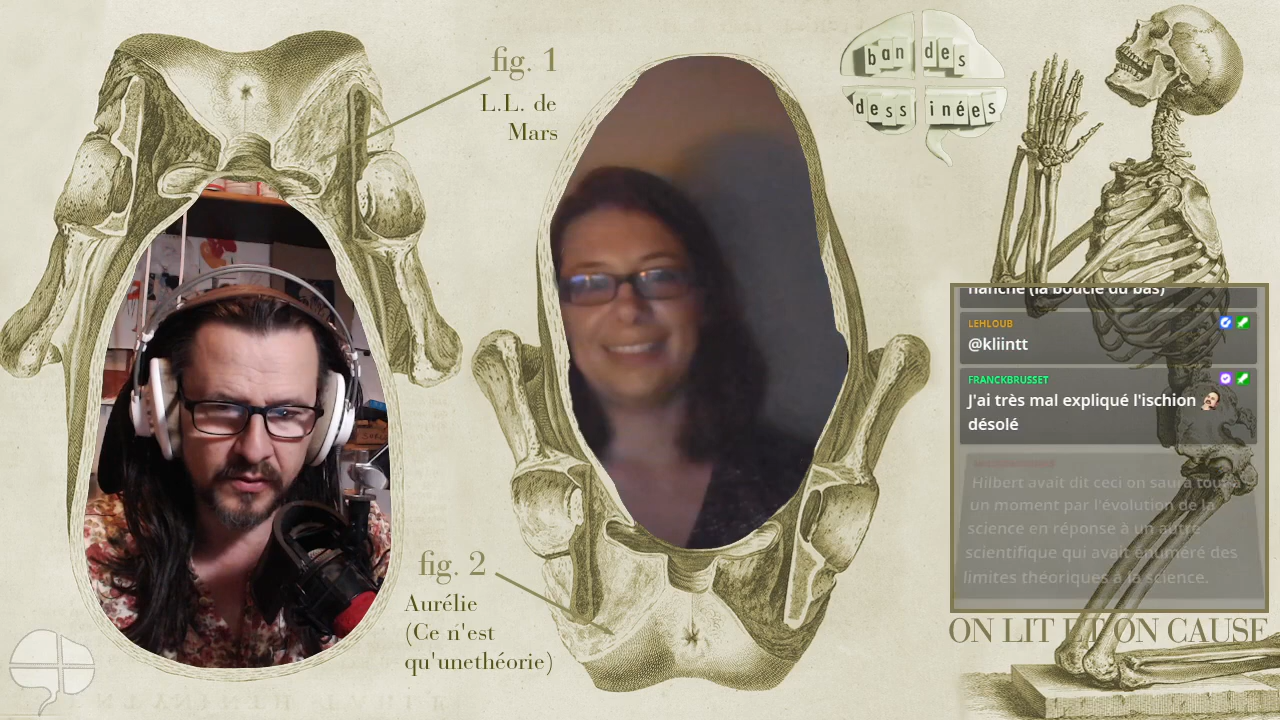 fig. 1
L.L. de
Mars
ban des
dess inées
hanche (la boucle du bas)
LEHLOUB
@kliintt
FRANCKBRUSSET
J'ai très mal expliqué l'ischion
désolé
Hilbert avait dit ceci on saura tout à
un moment par l'évolution de la
science en réponse à un autre
scientifique qui avait énuméré des
limites théoriques à la science.
fig. 2
Aurélie
(Ce n'est
qu'unethéorie)
ON LIT ET ON CAUSE